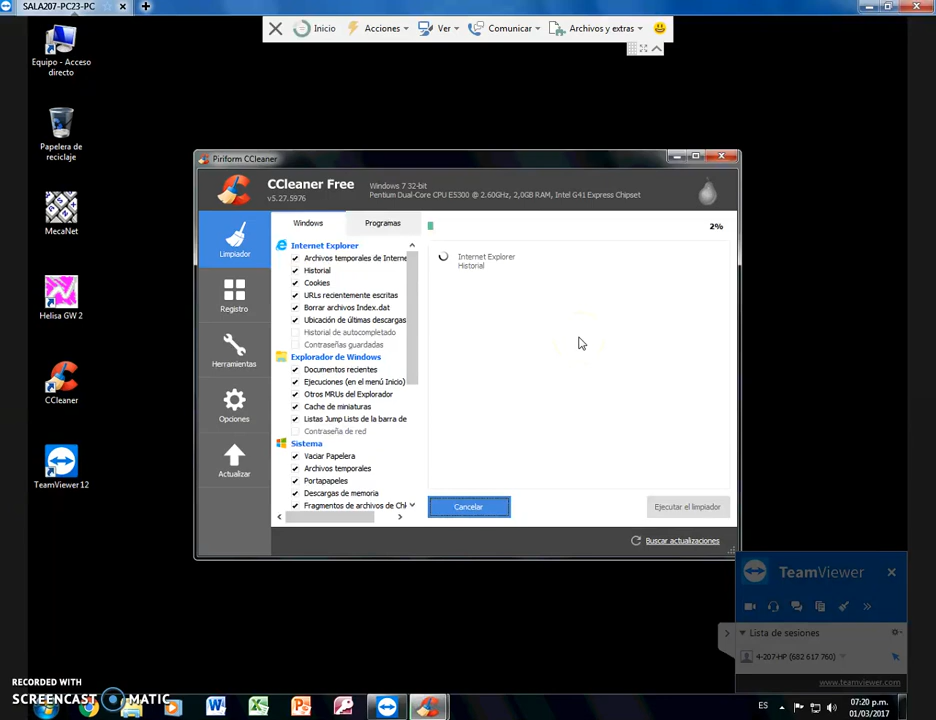 SALA207-PC23-PC
Inicio
Acciones
Ver
Comunicar
Archivos y extras
Equipo - Acceso
directo
Papelera de
reciclaje
MecaNet
Helisa GW 2
CCleaner
TeamViewer 12
Piriform CCleaner
CCleaner Free
v5.27.5976
Windows 7 32-bit
Pentium Dual-Core CPU E5300 @ 2.60GHz, 2,0GB RAM, Intel G41 Express Chipset
Limpiador
Registro
Herramientas
Opciones
Actualizar
Windows
Programas
Internet Explorer
Archivos temporales de Interne
Historial
Cookies
URLs recientemente escritas
Borrar archivos Index.dat
Ubicación de últimas descargas
Historial de autocompletado
Contraseñas guardadas
Explorador de Windows
Documentos recientes
Ejecuciones (en el menú Inicio)
Otros MRUs del Explorador
Cache de miniaturas
Listas Jump Lists de la barra de
Contraseña de red
Sistema
Vaciar Papelera
Archivos temporales
Portapapeles
Descargas de memoria
Fragmentos de archivos de Chk
2%
Internet Explorer
Historial
Cancelar
Ejecutar el limpiador
Buscar actualizaciones
TeamViewer
Lista de sesiones
4-207-HP (682 617 760)
www.teamviewer.com
RECORDED WITH
SCREENCAST MATIC
ES
07:20 p.m.
01/03/2017